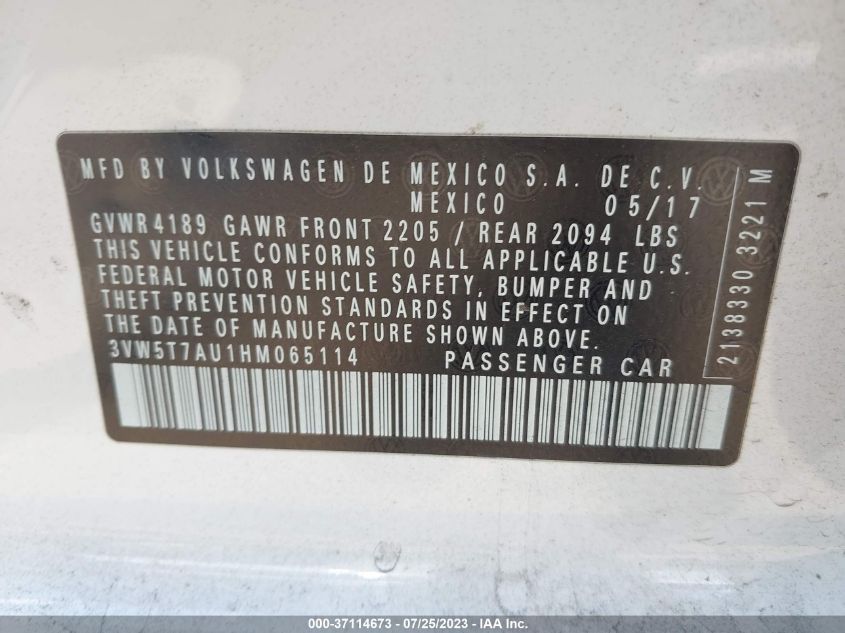 MFD BY VOLKSWAGEN DE MEXICO S.A. DE C.V.
MEXICO 05/17
GVWR 4189 GAWR FRONT 2205 / REAR 2094 LBS
THIS VEHICLE CONFORMS TO ALL APPLICABLE U.S.
FEDERAL MOTOR VEHICLE SAFETY, BUMPER AND
THEFT PREVENTION STANDARDS IN EFFECT ON
THE DATE OF MANUFACTURE SHOWN ABOVE.
3VW5T7AU1HM065114 PASSENGER CAR
2138330 3221 M
000-37114673 - 07/25/2023 - IAA Inc.